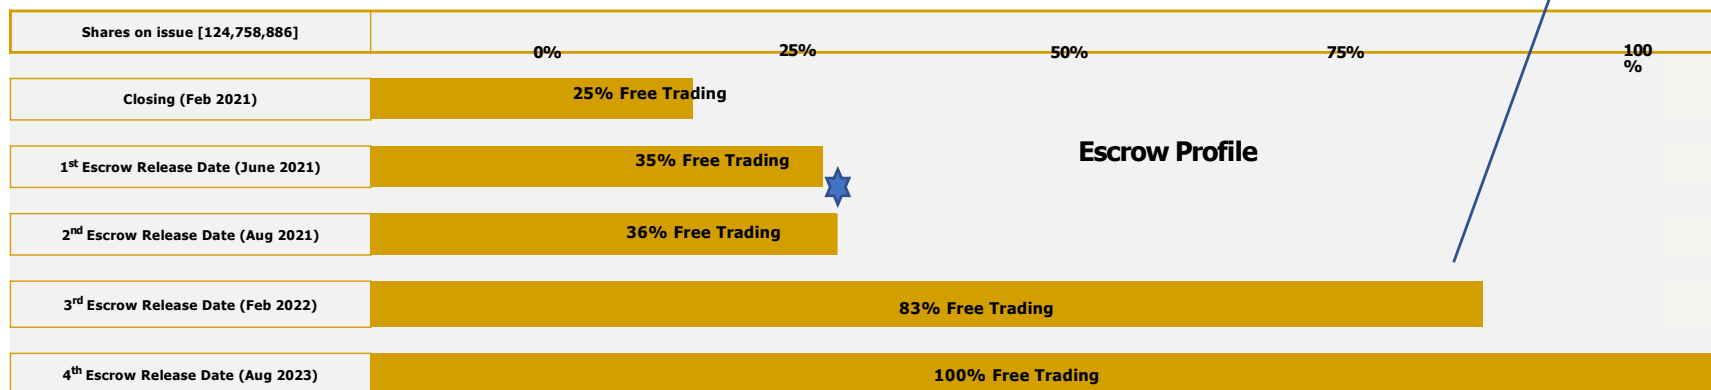 Shares on issue [124,758,886]
0% 25% 50% 75% 100
%
Closing (Feb 2021) 25% Free Trading
Escrow Profile
1st Escrow Release Date (June 2021) 35% Free Trading
2nd Escrow Release Date (Aug 2021) 36% Free Trading
3rd Escrow Release Date (Feb 2022) 83% Free Trading
4th Escrow Release Date (Aug 2023) 100% Free Trading